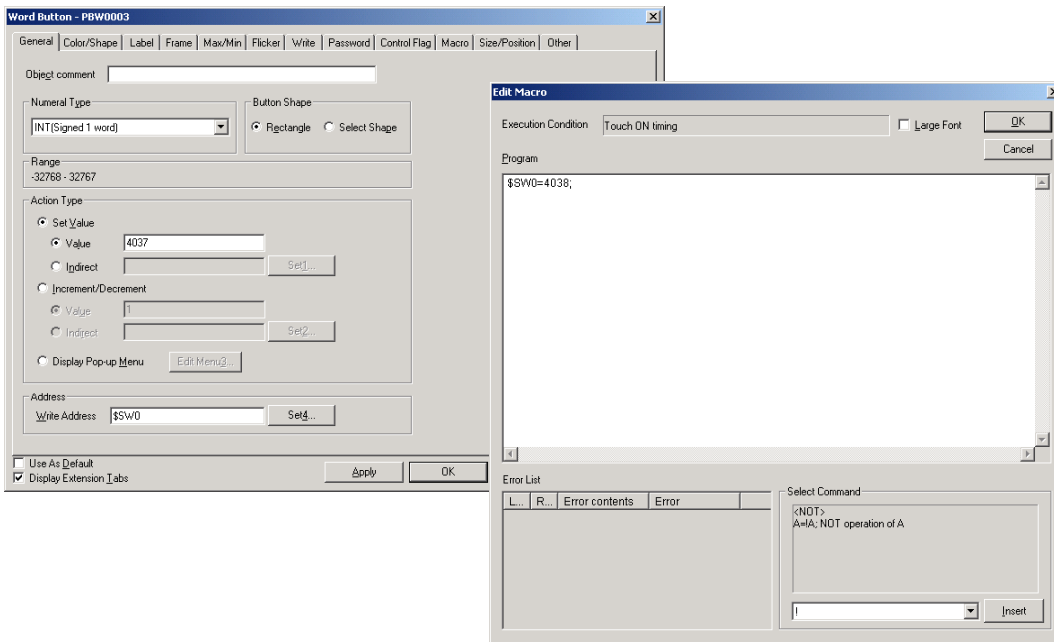 Word Button - PBW0003
General Color/Shape Label Frame Max/Min Flicker Write Password Control Flag Macro Size/Position Other
Object comment
Numeral Type
INT(Signed 1 word)
Button Shape
Rectangle Select Shape
Range
-32768 - 32767
Action Type
Set Value
Value 4037
Indirect Set1...
Increment/Decrement
Value 1
Indirect Set2...
Display Pop-up Menu Edit Menu3...
Address
Write Address $SW0 Set4...
Use As Default
Display Extension Tabs
Apply OK
Edit Macro
Execution Condition Touch ON timing Large Font OK
Cancel
Program
$SW0=4038;
Error List
L... R... Error contents Error
Select Command
<NOT>
A=!A; NOT operation of A
! Insert